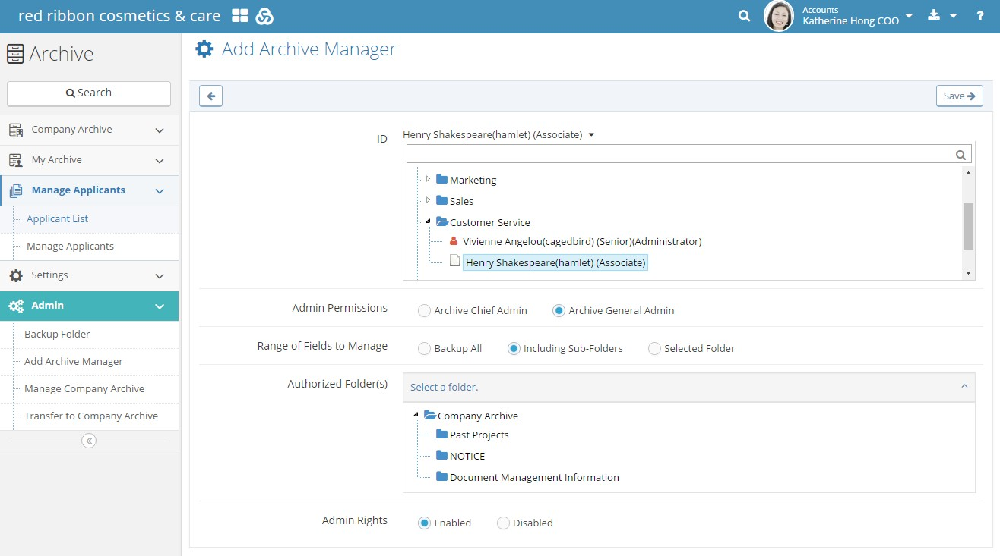 red ribbon cosmetics & care
Accounts
Katherine Hong COO
?
Archive
Search
Company Archive
My Archive
Manage Applicants
Applicant List
Manage Applicants
Settings
Admin
Backup Folder
Add Archive Manager
Manage Company Archive
Transfer to Company Archive
Add Archive Manager
Save
ID
Henry Shakespeare(hamlet) (Associate)
Marketing
Sales
Customer Service
Vivienne Angelou(cagedbird) (Senior)(Administrator)
Henry Shakespeare(hamlet) (Associate)
Admin Permissions
Archive Chief Admin
Archive General Admin
Range of Fields to Manage
Backup All
Including Sub-Folders
Selected Folder
Authorized Folder(s)
Select a folder.
Company Archive
Past Projects
NOTICE
Document Management Information
Admin Rights
Enabled
Disabled